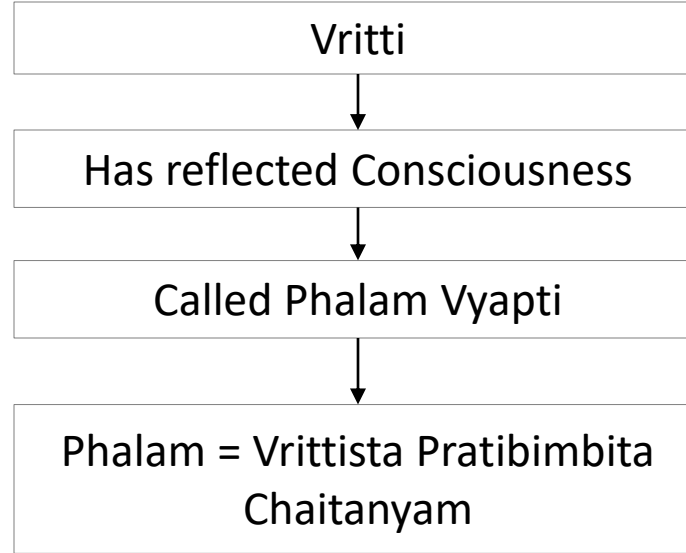 Vritti
Has reflected Consciousness
Called Phalam Vyapti
Phalam = Vrittista Pratibimbita
Chaitanyam